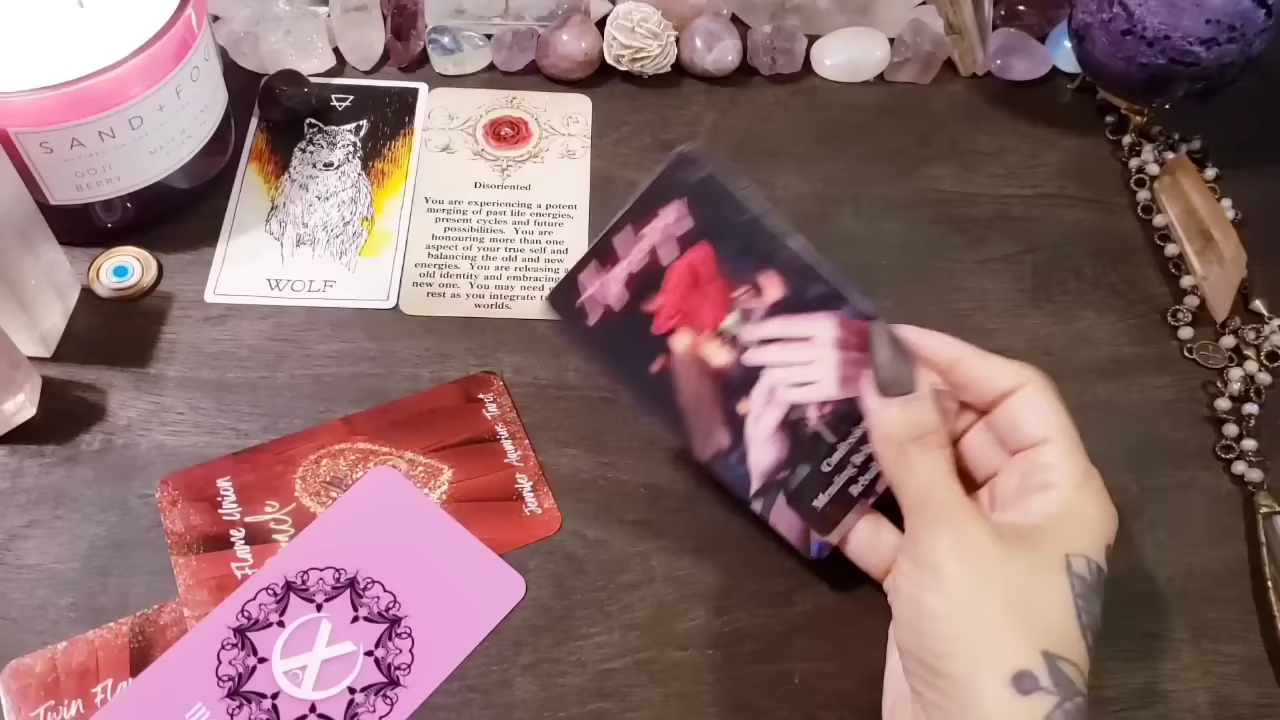 SAND + FOG
GOJI
BERRY
WOLF
Disoriented
You are experiencing a potent
merging of past life energies,
present cycles and future
possibilities. You are
honouring more than one
aspect of your true self and
balancing the old and new
energies. You are releasing a
old identity and embracing
new one. You may need
rest as you integrate
worlds.
Flame Union
Jennifer Aquarius Tarot
Twin Fla